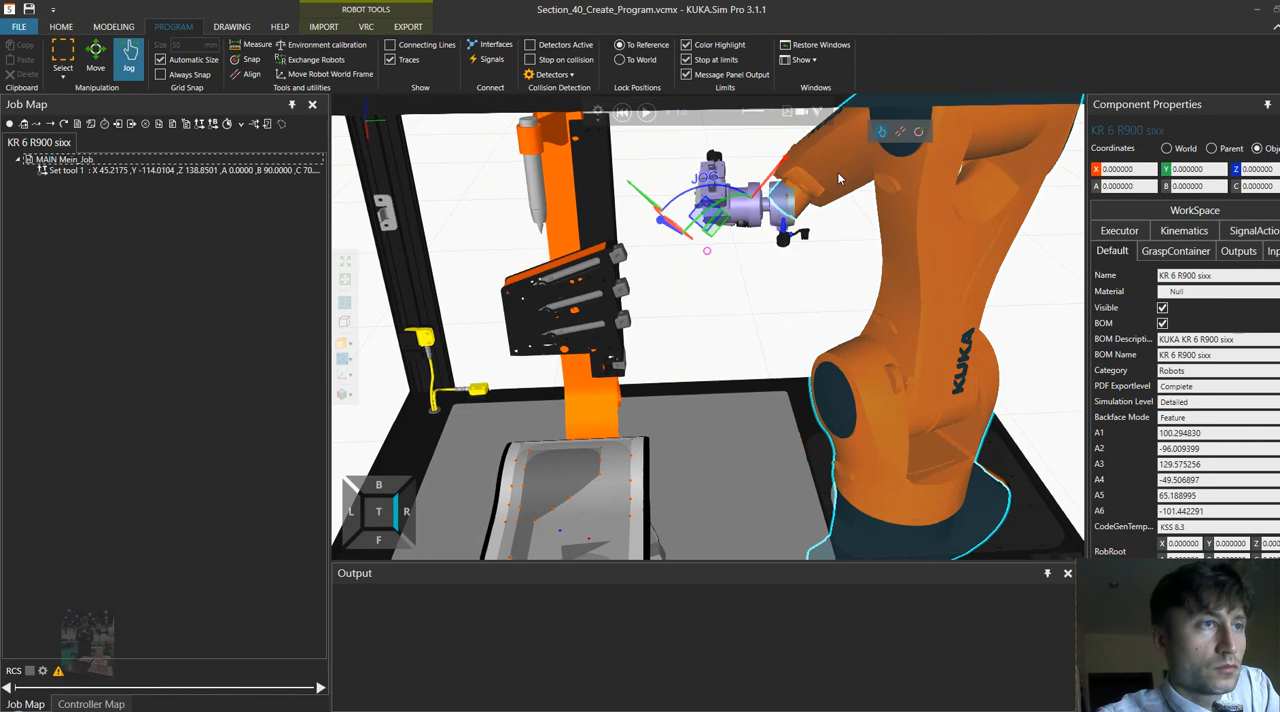 Section_40_Create_Program.vcmx - KUKA.Sim Pro 3.1.1
ROBOT TOOLS
FILE HOME MODELING PROGRAM DRAWING HELP IMPORT VRC EXPORT
Copy
Paste
Delete
Clipboard
Select
Move
Jog
Manipulation
Size 50 mm
Automatic Size
Always Snap
Grid Snap
Measure
Snap
Align
Environment calibration
Exchange Robots
Move Robot World Frame
Tools and utilities
Connecting Lines
Traces
Show
Interfaces
Signals
Connect
Detectors Active
Stop on collision
Detectors
Collision Detection
To Reference
To World
Lock Positions
Color Highlight
Stop at limits
Message Panel Output
Limits
Restore Windows
Show
Windows
Job Map
KR 6 R900 sixx
MAIN Mein_Job
Set tool 1 : X 45.2175 ,Y -114.0104 ,Z 138.8501 ,A 0.0000 ,B 90.0000 ,C 70....
RCS
Job Map Controller Map
JOG
KUKA
B
L T R
F
Output
Component Properties
KR 6 R900 sixx
Coordinates World Parent Obje
X 0.000000 Y 0.000000 Z 0.000000
A 0.000000 B 0.000000 C 0.000000
WorkSpace
Executor Kinematics SignalActio
Default GraspContainer Outputs Inp
Name KR 6 R900 sixx
Material Null
Visible
BOM
BOM Descripti... KUKA KR 6 R900 sixx
BOM Name KR 6 R900 sixx
Category Robots
PDF Exportlevel Complete
Simulation Level Detailed
Backface Mode Feature
A1 100.294830
A2 -96.009399
A3 129.575256
A4 -49.506897
A5 65.188995
A6 -101.442291
CodeGenTemp... KSS 8.3
RobRoot X 0.000000 Y 0.000000 Z 0.0000